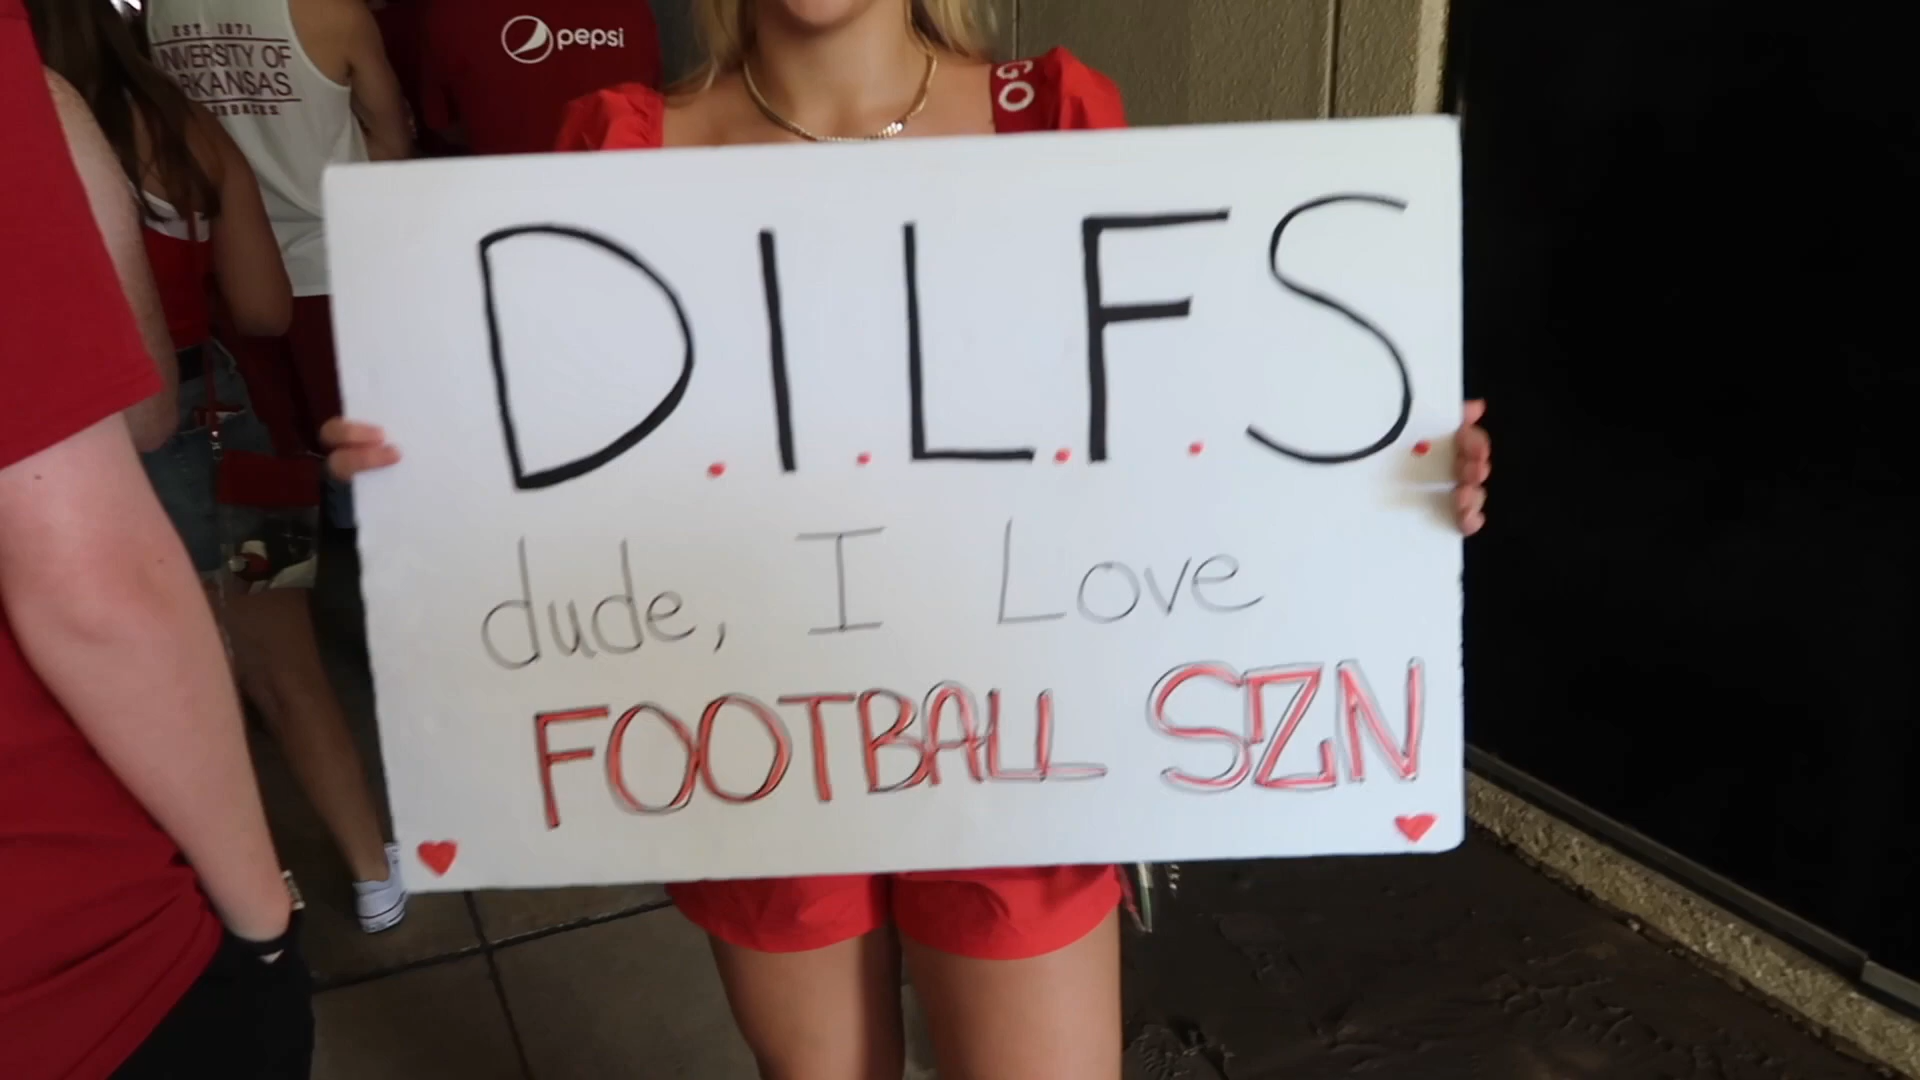 EST. 1871
UNIVERSITY OF
ARKANSAS
pepsi
GO
D.I.L.F.S.
dude, I Love
FOOTBALL SZN